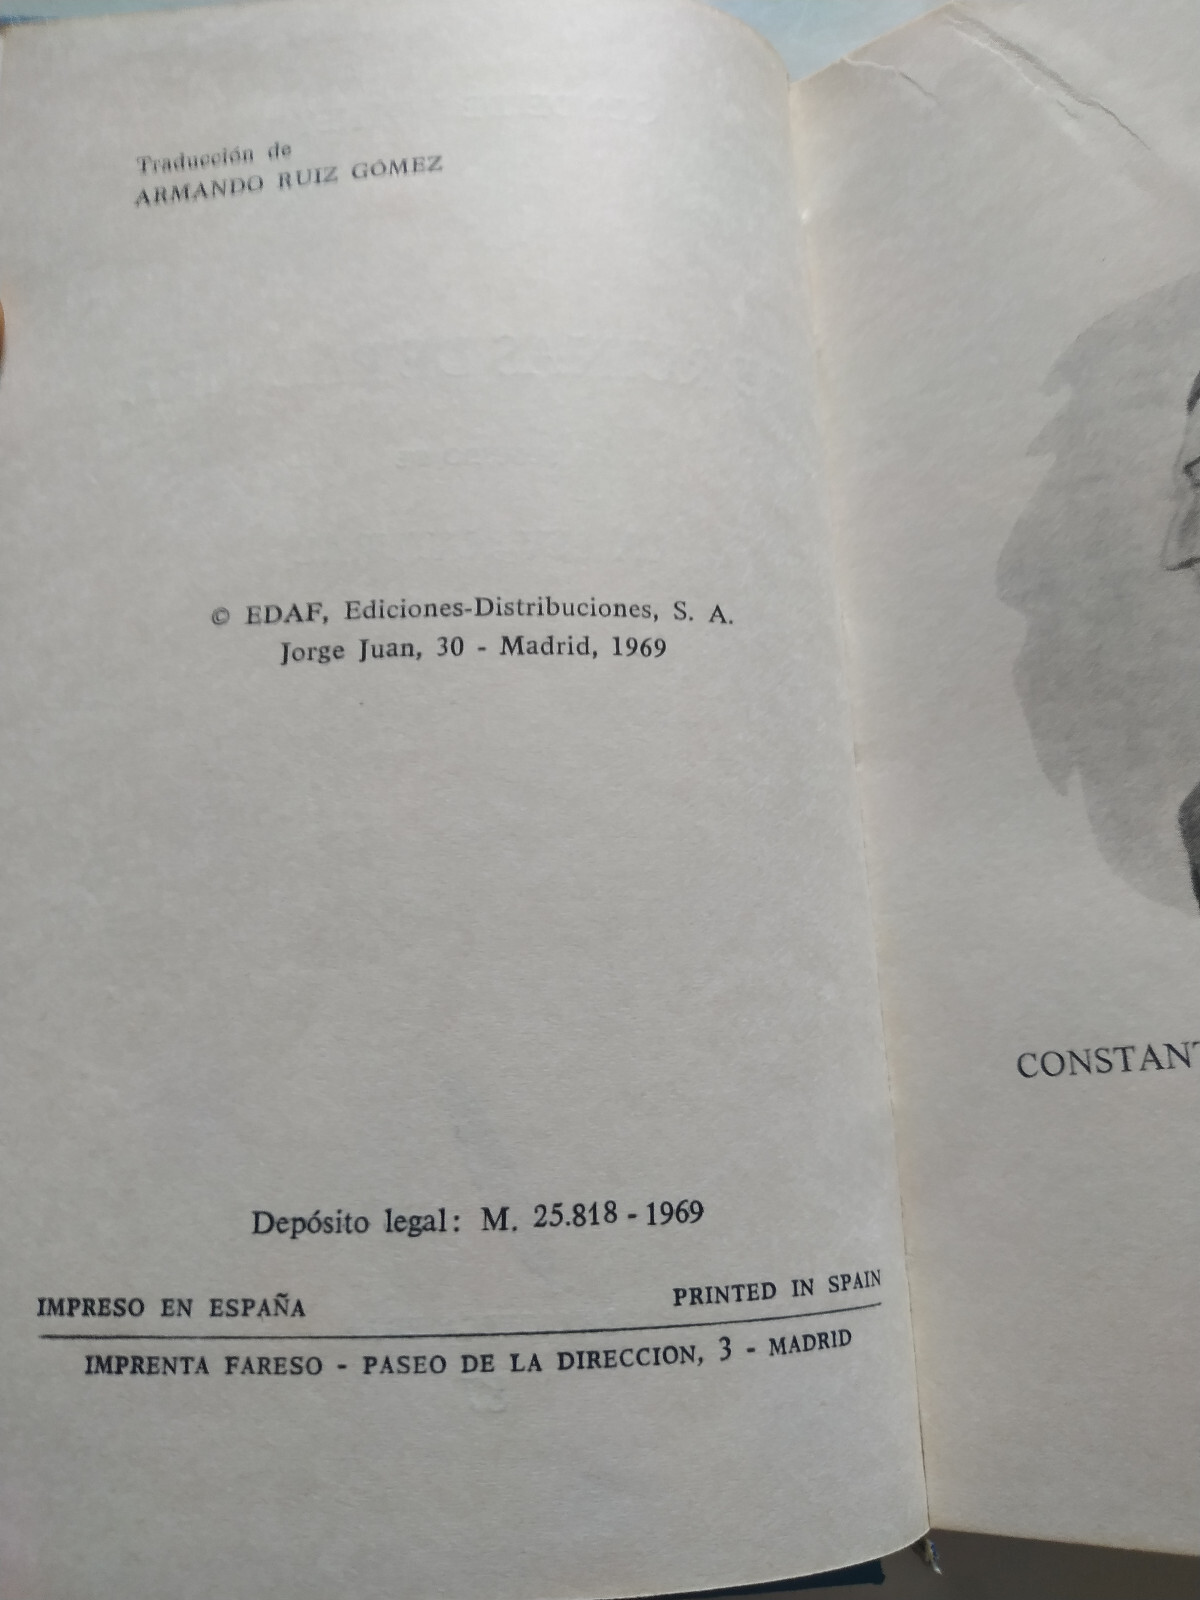 Traducción de
ARMANDO RUIZ GÓMEZ
© EDAF, Ediciones-Distribuciones, S. A.
Jorge Juan, 30 - Madrid, 1969
Depósito legal: M. 25.818 - 1969
IMPRESO EN ESPAÑA
PRINTED IN SPAIN
IMPRENTA FARESO - PASEO DE LA DIRECCION, 3 - MADRID
CONSTANT